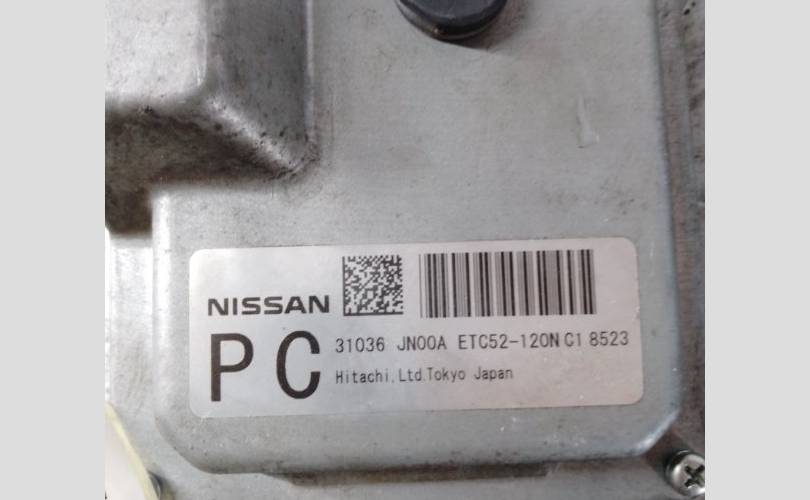 NISSAN
PC
31036 JN00A ETC52-120N C1 8523
Hitachi,Ltd.Tokyo Japan